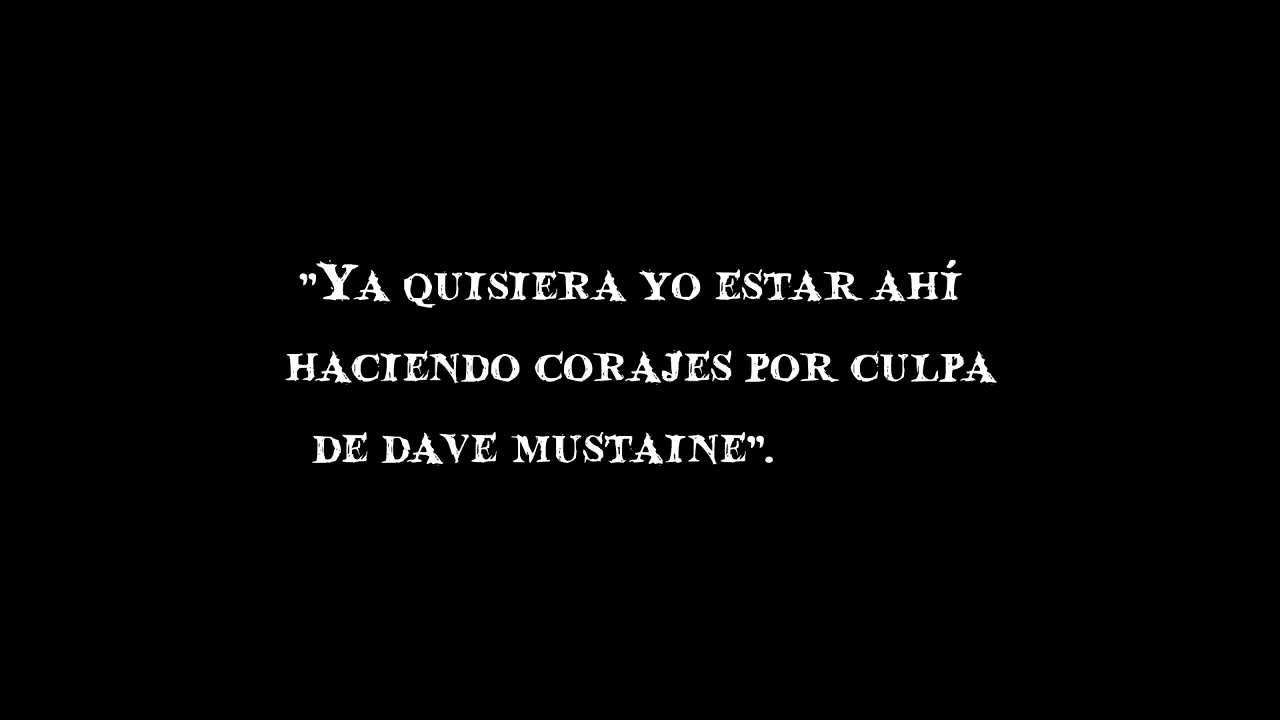 "Ya quisiera yo estar ahí
haciendo corajes por culpa
de dave mustaine".